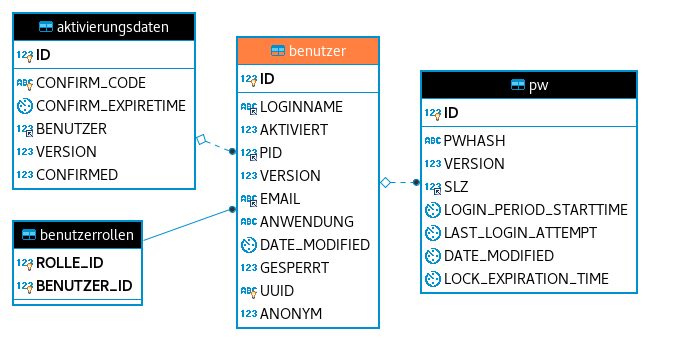 aktivierungsdaten
ID
CONFIRM_CODE
CONFIRM_EXPIRETIME
BENUTZER
VERSION
CONFIRMED
benutzerrollen
ROLLE_ID
BENUTZER_ID
benutzer
ID
LOGINNAME
AKTIVIERT
PID
VERSION
EMAIL
ANWENDUNG
DATE_MODIFIED
GESPERRT
UUID
ANONYM
pw
ID
PWHASH
VERSION
SLZ
LOGIN_PERIOD_STARTTIME
LAST_LOGIN_ATTEMPT
DATE_MODIFIED
LOCK_EXPIRATION_TIME